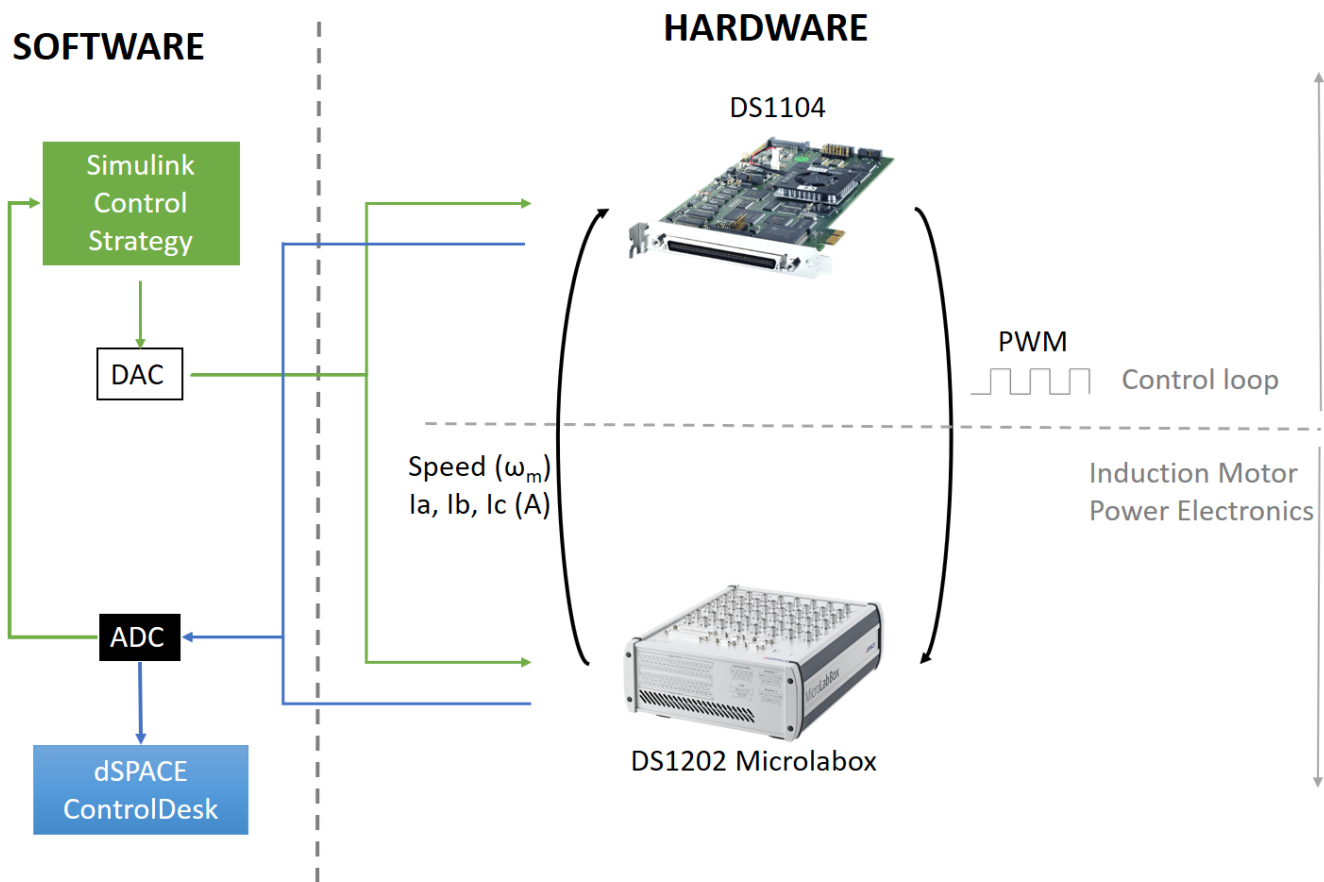 SOFTWARE
HARDWARE
DS1104
Simulink
Control
Strategy
DAC
PWM
Control loop
Speed (ωm)
Ia, Ib, Ic (A)
Induction Motor
Power Electronics
ADC
MicroLabBox
DS1202 Microlabox
dSPACE
ControlDesk